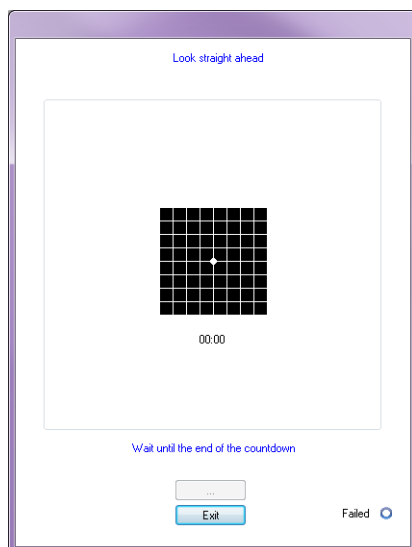 Look straight ahead
00:00
Wait until the end of the countdown
...
Exit
Failed